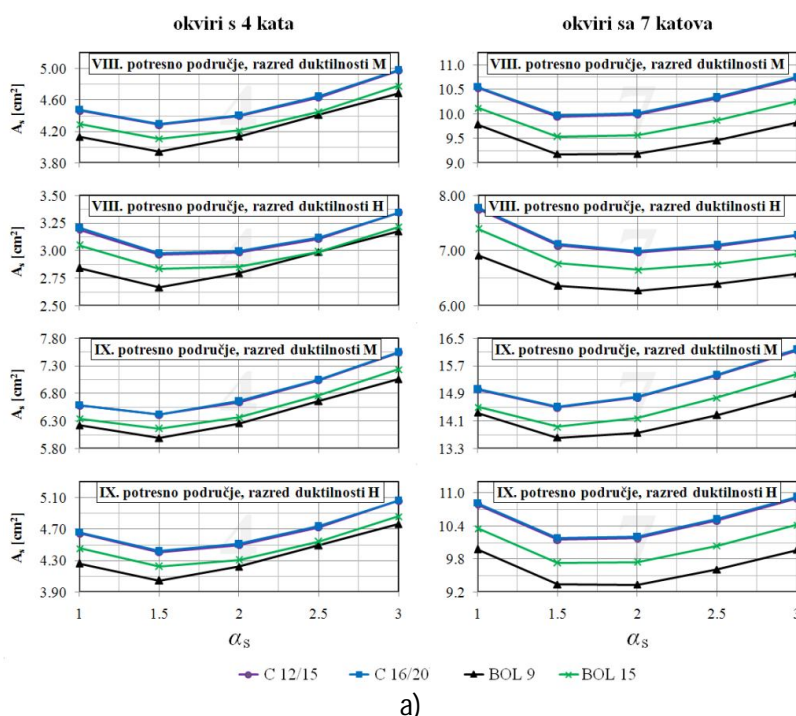 okviri s 4 kata
okviri sa 7 katova
VIII. potresno područje, razred duktilnosti M
Aₛ [cm²]
5.00
4.60
4.20
3.80
VIII. potresno područje, razred duktilnosti M
11.0
10.5
10.0
9.5
9.0
VIII. potresno područje, razred duktilnosti H
Aₛ [cm²]
3.50
3.25
3.00
2.75
2.50
VIII. potresno područje, razred duktilnosti H
8.00
7.00
6.00
IX. potresno područje, razred duktilnosti M
Aₛ [cm²]
7.80
7.30
6.80
6.30
5.80
IX. potresno područje, razred duktilnosti M
16.5
15.7
14.9
14.1
13.3
IX. potresno područje, razred duktilnosti H
Aₛ [cm²]
5.10
4.70
4.30
3.90
IX. potresno područje, razred duktilnosti H
11.0
10.4
9.8
9.2
1 1.5 2 2.5 3
1 1.5 2 2.5 3
αS
αS
C 12/15 C 16/20 BOL 9 BOL 15
a)